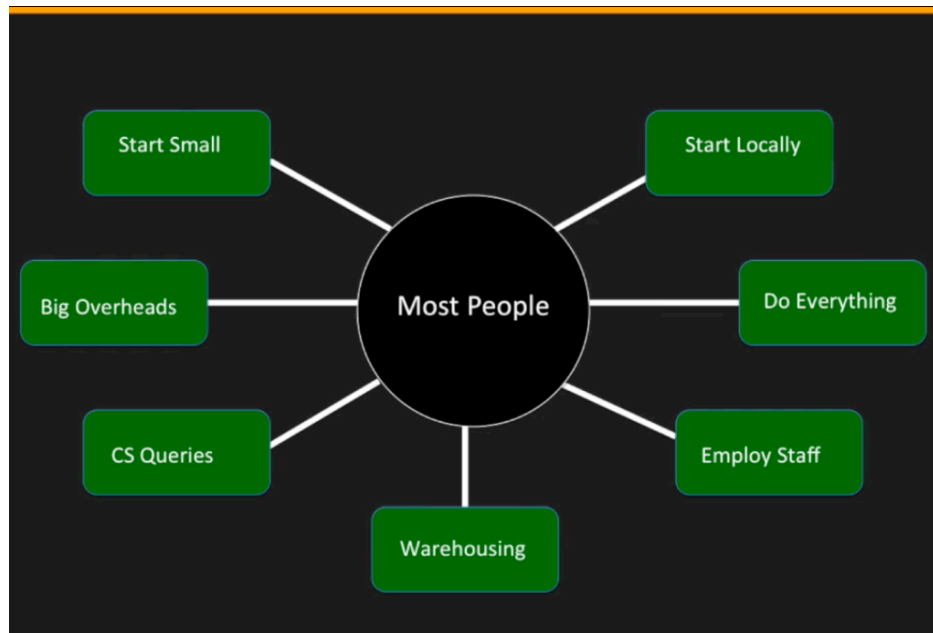 Start Small
Start Locally
Big Overheads
Most People
Do Everything
CS Queries
Employ Staff
Warehousing